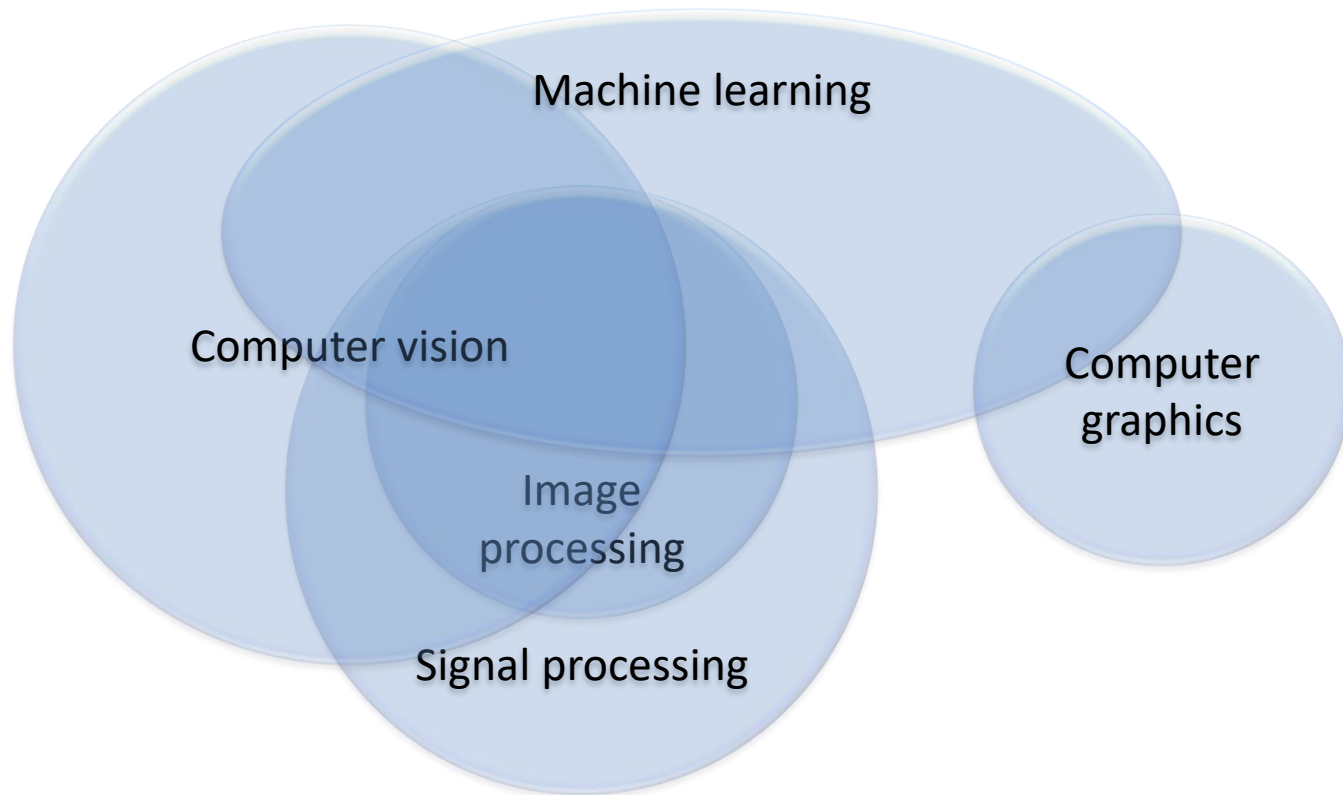 Machine learning
Computer vision
Computer
graphics
Image
processing
Signal processing